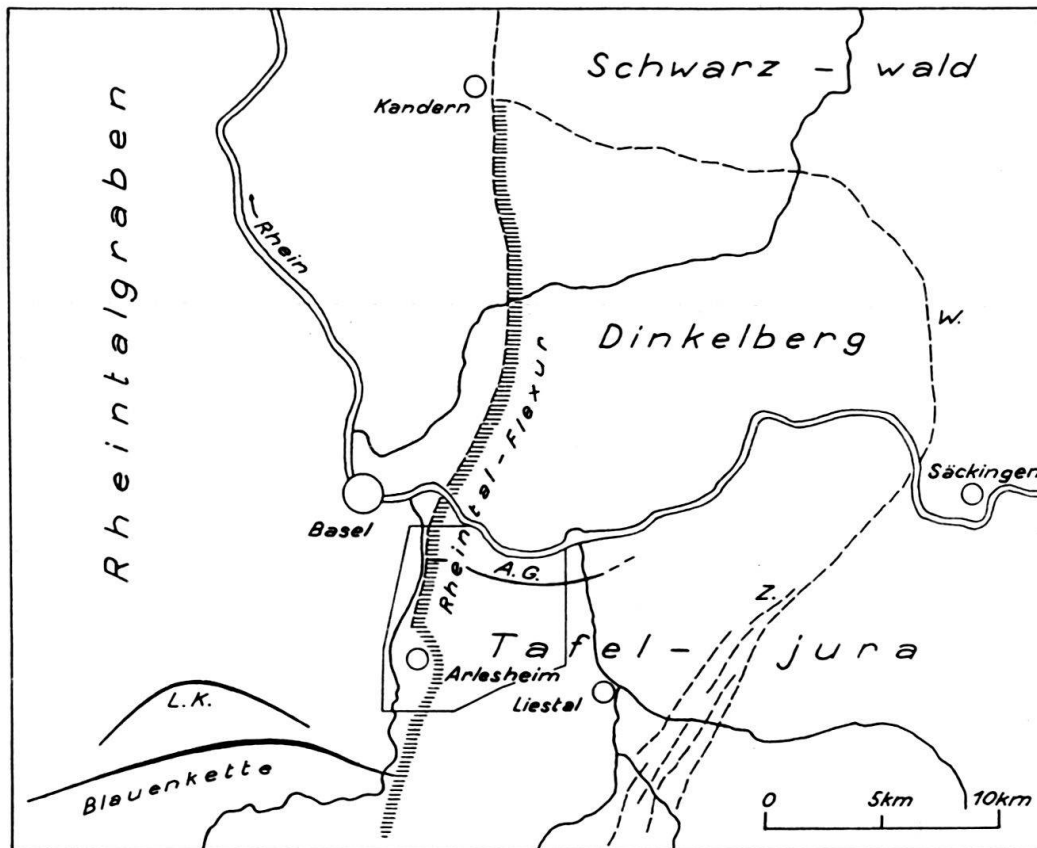 Schwarz - wald
Kandern
Rheintalgraben
Rhein
W.
Dinkelberg
Rheintal-Flexur
Säckingen
Basel
A.G.
Z.
Tafel- jura
Arlesheim
Liestal
L.K.
Blauenkette
0 5km 10km